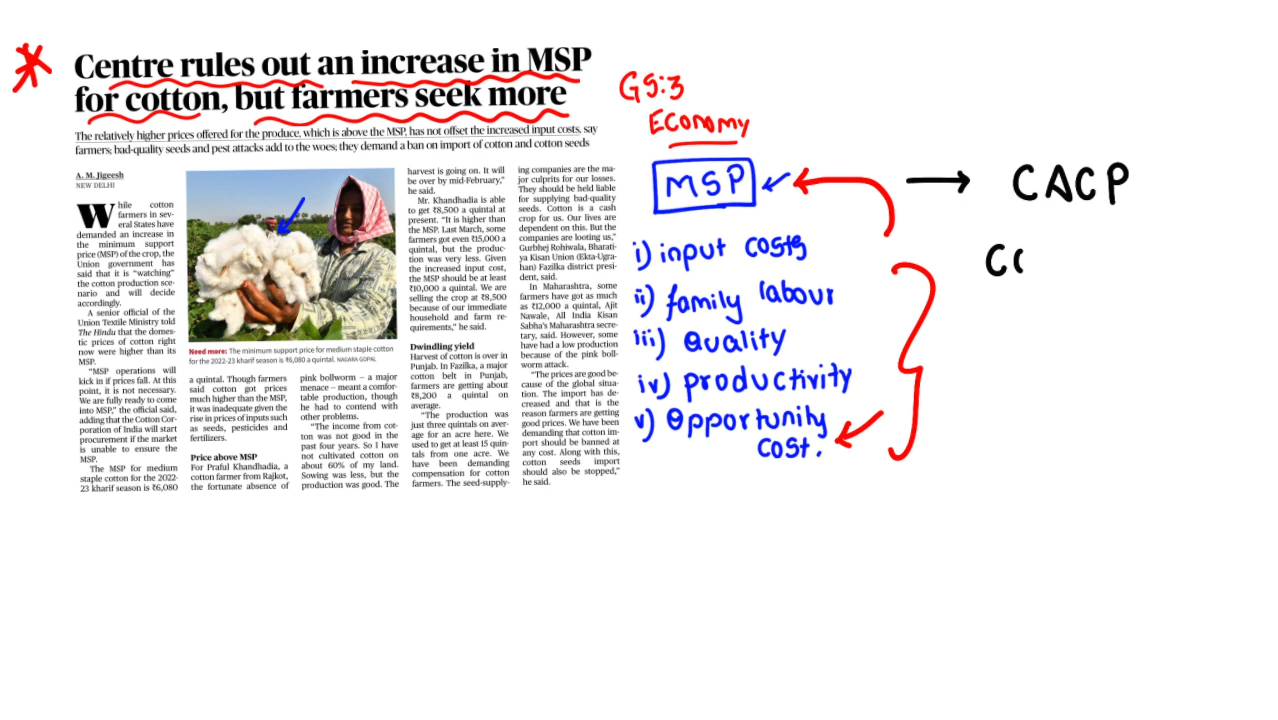 Centre rules out an increase in MSP
for cotton, but farmers seek more
The relatively higher prices offered for the produce, which is above the MSP, has not offset the increased input costs, say
farmers; bad-quality seeds and pest attacks add to the woes; they demand a ban on import of cotton and cotton seeds
A. M. Jigeesh
NEW DELHI
While cotton
farmers in sev-
eral States have
demanded an increase in
the minimum support
price (MSP) of the crop, the
Union government has
said that it is “watching”
the cotton production sce-
nario and will decide
accordingly.
A senior official of the
Union Textile Ministry told
The Hindu that the domes-
tic prices of cotton right
now were higher than its
MSP.
“MSP operations will
kick in if prices fall. At this
point, it is not necessary.
We are fully ready to come
into MSP,” the official said,
adding that the Cotton Cor-
poration of India will start
procurement if the market
is unable to ensure the
MSP.
The MSP for medium
staple cotton for the 2022-
23 kharif season is ₹6,080
Need more: The minimum support price for medium staple cotton
for the 2022-23 kharif season is ₹6,080 a quintal. NAGARA GOPAL
a quintal. Though farmers
said cotton got prices
much higher than the MSP,
it was inadequate given the
rise in prices of inputs such
as seeds, pesticides and
fertilizers.
Price above MSP
For Praful Khandhadia, a
cotton farmer from Rajkot,
the fortunate absence of
pink bollworm – a major
menace – meant a comfor-
table production, though
he had to contend with
other problems.
“The income from cot-
ton was not good in the
past four years. So I have
not cultivated cotton on
about 60% of my land.
Sowing was less, but the
production was good. The
harvest is going on. It will
be over by mid-February,”
he said.
Mr. Khandhadia is able
to get ₹8,500 a quintal at
present. “It is higher than
the MSP. Last March, some
farmers got even ₹15,000 a
quintal, but the produc-
tion was very less. Given
the increased input cost,
the MSP should be at least
₹10,000 a quintal. We are
selling the crop at ₹8,500
because of our immediate
household and farm re-
quirements,” he said.
Dwindling yield
Harvest of cotton is over in
Punjab. In Fazilka, a major
cotton belt in Punjab,
farmers are getting about
₹8,200 a quintal on
average.
“The production was
just three quintals on aver-
age for an acre here. We
used to get at least 15 quin-
tals from one acre. We
have been demanding
compensation for cotton
farmers. The seed-supply-
ing companies are the ma-
jor culprits for our losses.
They should be held liable
for supplying bad-quality
seeds. Cotton is a cash
crop for us. Our lives are
dependent on this. But the
companies are looting us,”
Gurbhej Rohiwala, Bharati-
ya Kisan Union (Ekta-Ugra-
han) Fazilka district presi-
dent, said.
In Maharashtra, some
farmers have got as much
as ₹12,000 a quintal, Ajit
Nawale, All India Kisan
Sabha’s Maharashtra secre-
tary, said. However, some
have had a low production
because of the pink boll-
worm attack.
“The prices are good be-
cause of the global situa-
tion. The import has de-
creased and that is the
reason farmers are getting
good prices. We have been
demanding that cotton im-
port should be banned at
any cost. Along with this,
cotton seeds import
should also be stopped,”
he said.
GS:3
Economy
MSP
i) input costs
ii) family labour
iii) Quality
iv) productivity
v) Opportunity
cost.
CACP
CC